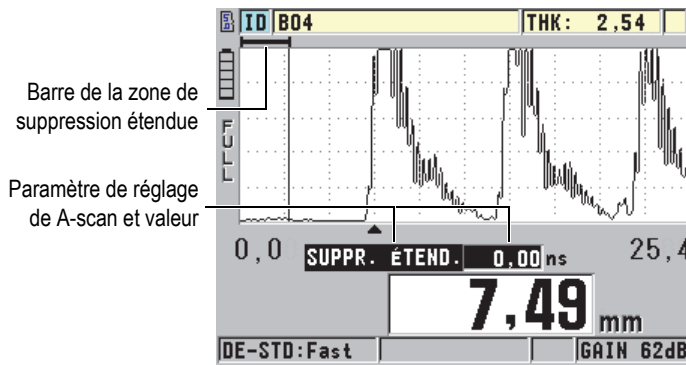 ID B04 THK: 2,54
Barre de la zone de
suppression étendue
FULL
Paramètre de réglage
de A-scan et valeur
0,0 SUPPR. ÉTEND. 0,00 ns 25,4
7,49 mm
DE-STD:Fast GAIN 62dB